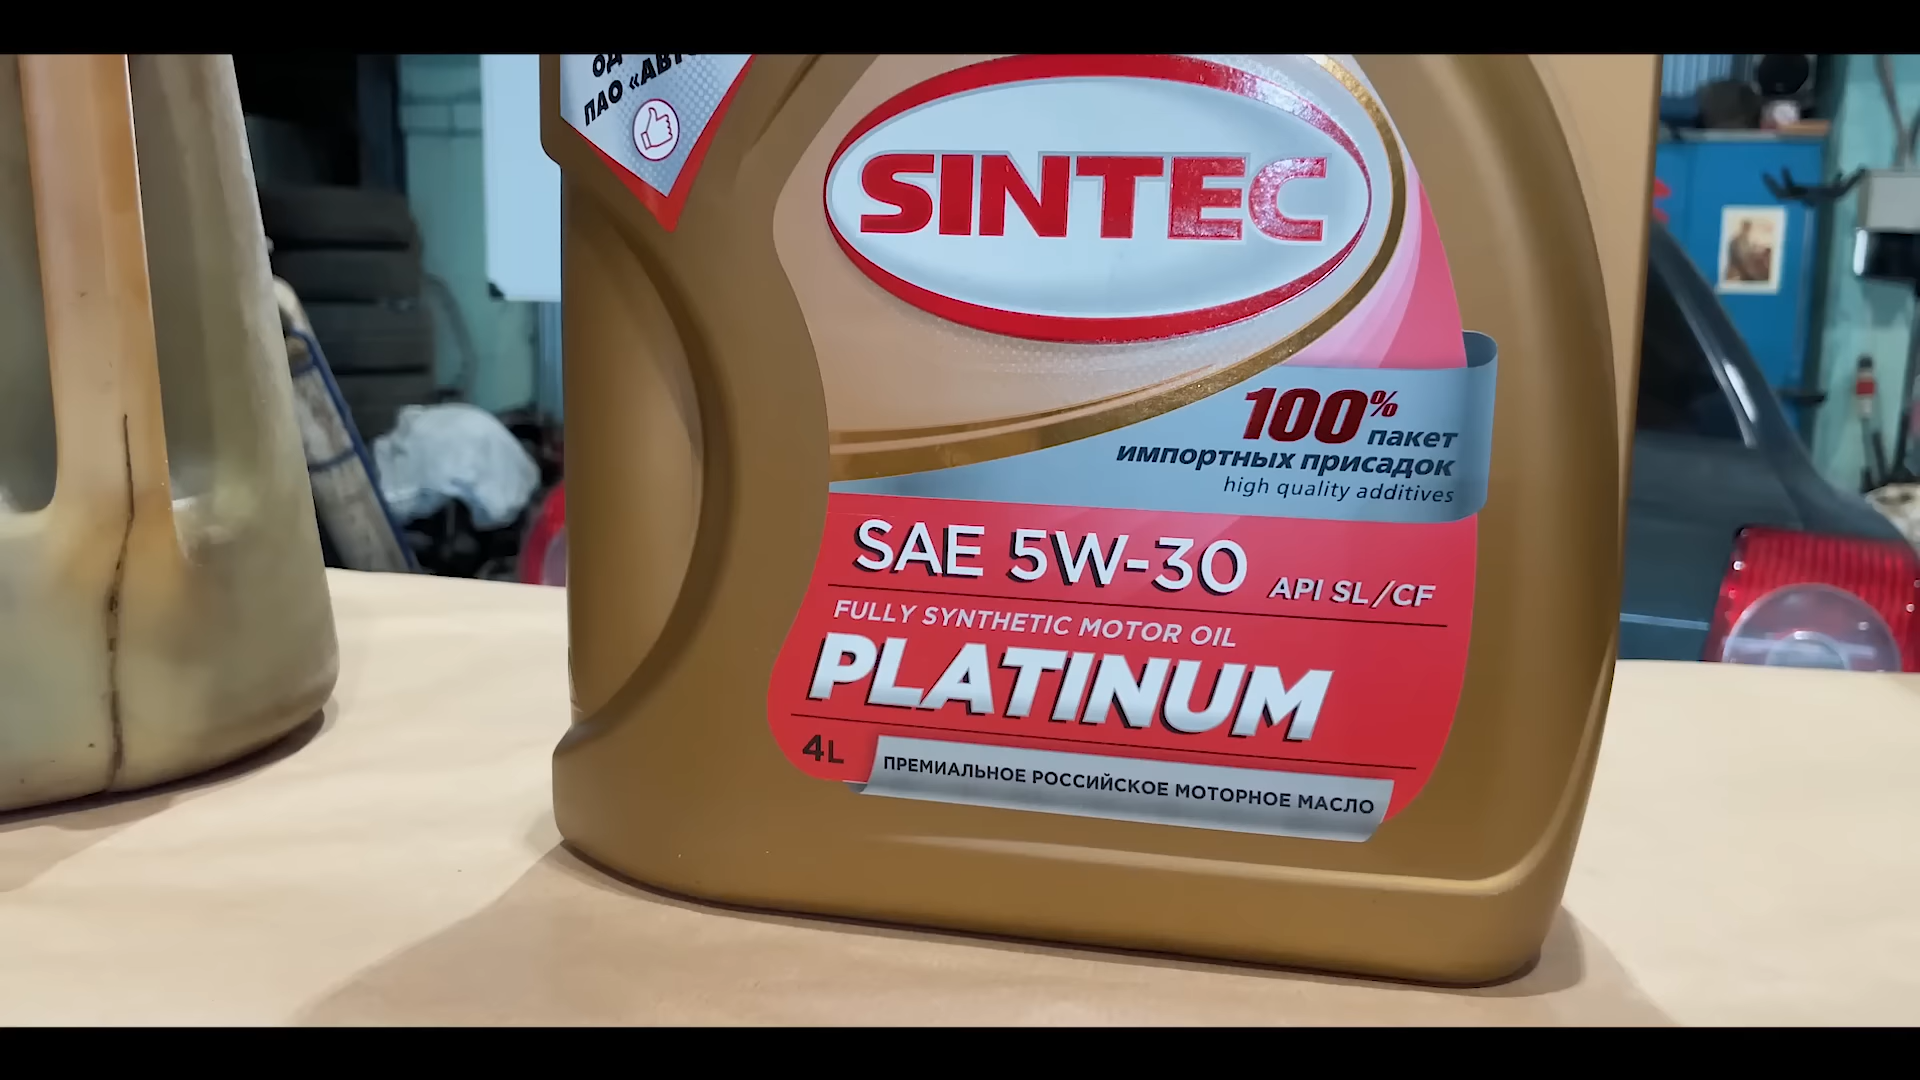 ПАО
SINTEC
100%
пакет
импортных присадок
high quality additives
SAE 5W-30 API SL/CF
FULLY SYNTHETIC MOTOR OIL
PLATINUM
4L
ПРЕМИАЛЬНОЕ РОССИЙСКОЕ МОТОРНОЕ МАСЛО